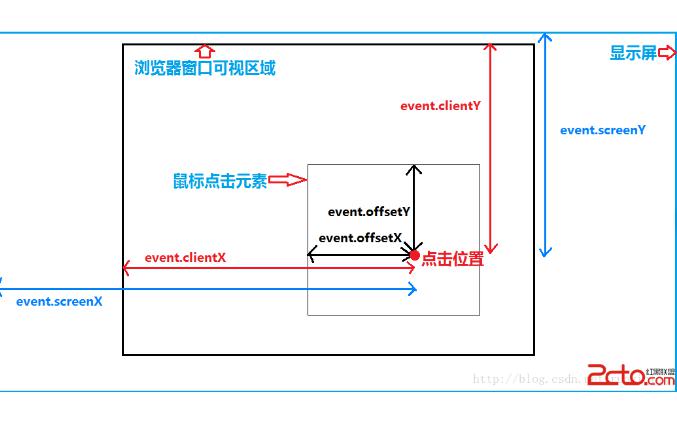 显示屏
event.screenY
浏览器窗口可视区域
event.clientY
鼠标点击元素
event.offsetY
event.offsetX
点击位置
event.clientX
event.screenX
http://blog.csdn.
2cto.com